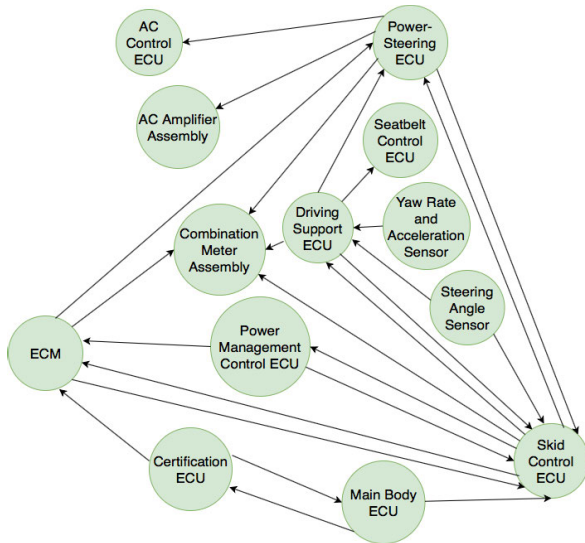 AC
Control
ECU
Power-
Steering
ECU
AC Amplifier
Assembly
Seatbelt
Control
ECU
Combination
Meter
Assembly
Driving
Support
ECU
Yaw Rate
and
Acceleration
Sensor
Steering
Angle
Sensor
ECM
Power
Management
Control ECU
Certification
ECU
Main Body
ECU
Skid
Control
ECU